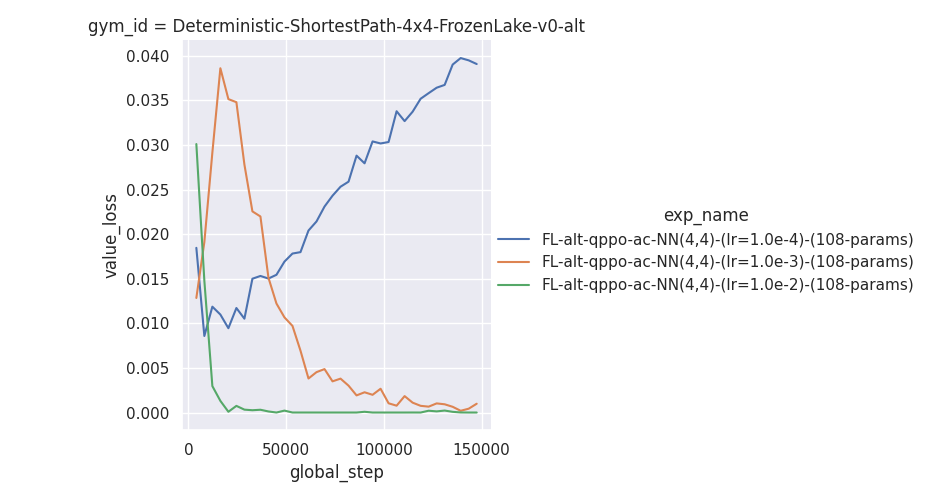 gym_id = Deterministic-ShortestPath-4x4-FrozenLake-v0-alt
0.040
0.035
0.030
0.025
0.020
0.015
0.010
0.005
0.000
value_loss
0
50000
100000
150000
global_step
exp_name
FL-alt-qppo-ac-NN(4,4)-(lr=1.0e-4)-(108-params)
FL-alt-qppo-ac-NN(4,4)-(lr=1.0e-3)-(108-params)
FL-alt-qppo-ac-NN(4,4)-(lr=1.0e-2)-(108-params)